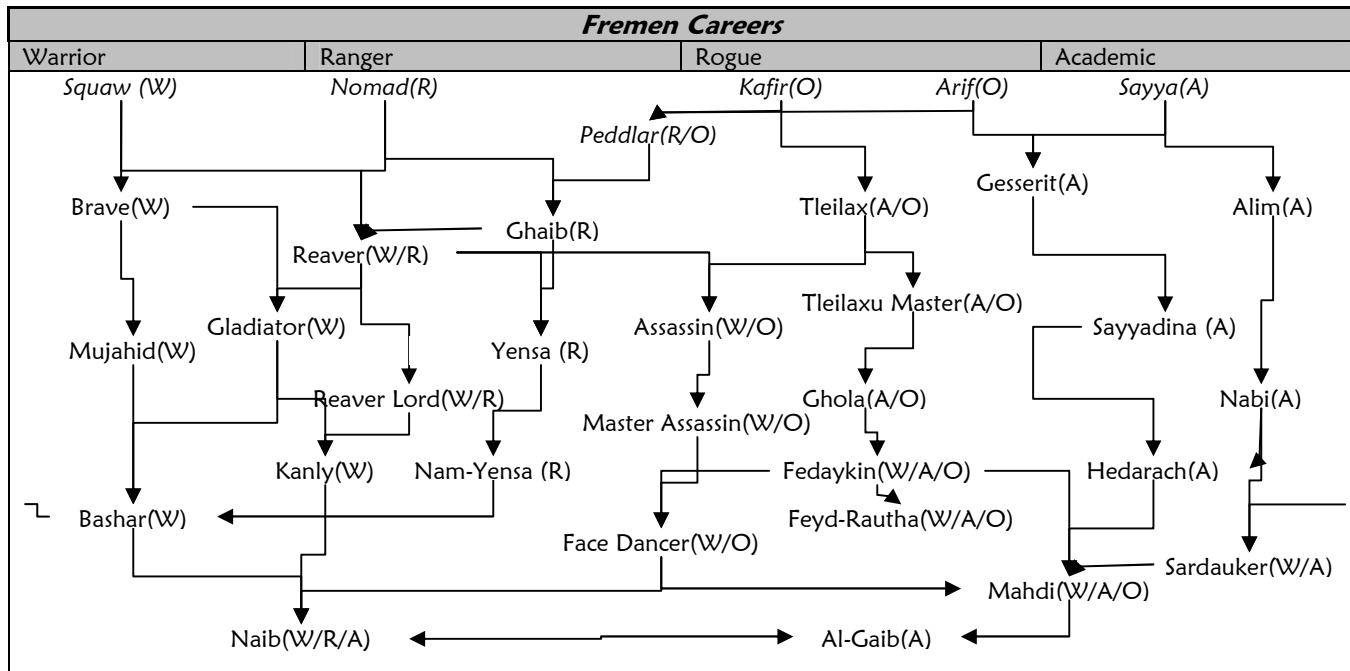 Fremen Careers
Warrior Ranger Rogue Academic
Squaw (W) Nomad(R) Kafir(O) Arif(O) Sayya(A)
Peddlar(R/O)
Gesserit(A)
Brave(W) Tleilax(A/O) Alim(A)
Ghaib(R)
Reaver(W/R)
Tleilaxu Master(A/O)
Gladiator(W) Assassin(W/O) Sayyadina (A)
Mujahid(W) Yensa (R)
Reaver Lord(W/R) Ghola(A/O) Nabi(A)
Master Assassin(W/O)
Kanly(W) Nam-Yensa (R) Fedaykin(W/A/O) Hedarach(A)
Bashar(W) Feyd-Rautha(W/A/O)
Face Dancer(W/O)
Sardauker(W/A)
Mahdi(W/A/O)
Naib(W/R/A) Al-Gaib(A)